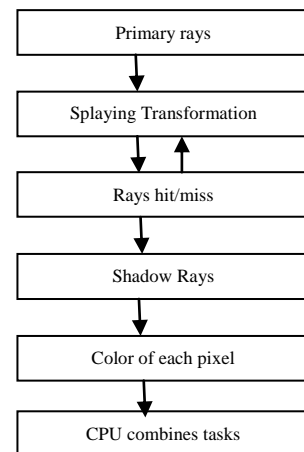 Primary rays
Splaying Transformation
Rays hit/miss
Shadow Rays
Color of each pixel
CPU combines tasks